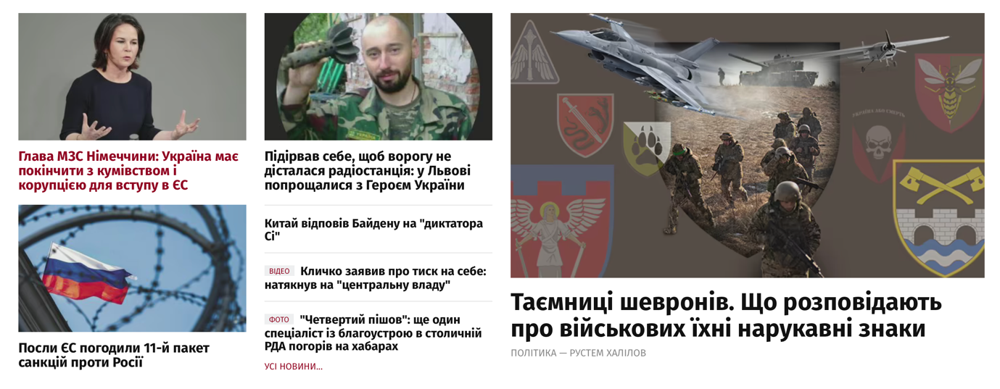 Глава МЗС Німеччини: Україна має
покінчити з кумівством і
корупцією для вступу в ЄС
Посли ЄС погодили 11-й пакет
санкцій проти Росії
Підірвав себе, щоб ворогу не
дісталася радіостанція: у Львові
попрощалися з Героєм України
Китай відповів Байдену на "диктатора
Сі"
ВІДЕО Кличко заявив про тиск на себе:
натякнув на "центральну владу"
ФОТО "Четвертий пішов": ще один
спеціаліст із благоустрою в столичній
РДА погорів на хабарах
УСІ НОВИНИ...
УКРАЇНА АБО СМЕРТЬ
Таємниці шевронів. Що розповідають
про військових їхні нарукавні знаки
ПОЛІТИКА — РУСТЕМ ХАЛІЛОВ